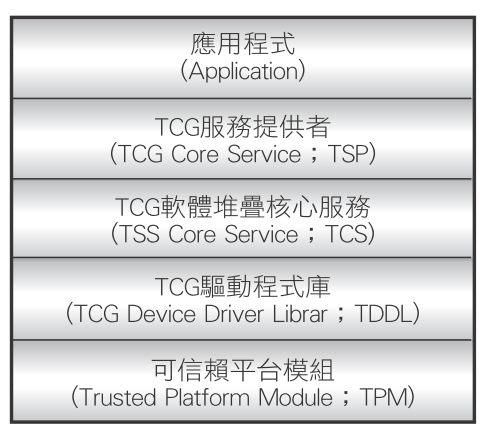 應用程式
(Application)
TCG服務提供者
(TCG Core Service；TSP)
TCG軟體堆疊核心服務
(TSS Core Service；TCS)
TCG驅動程式庫
(TCG Device Driver Librar；TDDL)
可信賴平台模組
(Trusted Platform Module；TPM)